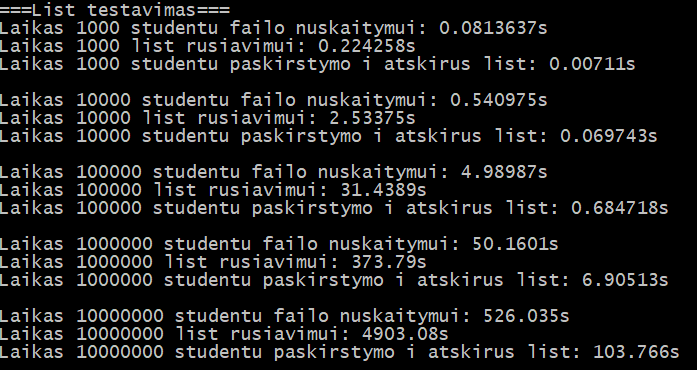 ===List testavimas===
Laikas 1000 studentu failo nuskaitymui: 0.0813637s
Laikas 1000 list rusiavimui: 0.224258s
Laikas 1000 studentu paskirstymo i atskirus list: 0.00711s
Laikas 10000 studentu failo nuskaitymui: 0.540975s
Laikas 10000 list rusiavimui: 2.53375s
Laikas 10000 studentu paskirstymo i atskirus list: 0.069743s
Laikas 100000 studentu failo nuskaitymui: 4.98987s
Laikas 100000 list rusiavimui: 31.4389s
Laikas 100000 studentu paskirstymo i atskirus list: 0.684718s
Laikas 1000000 studentu failo nuskaitymui: 50.1601s
Laikas 1000000 list rusiavimui: 373.79s
Laikas 1000000 studentu paskirstymo i atskirus list: 6.90513s
Laikas 10000000 studentu failo nuskaitymui: 526.035s
Laikas 10000000 list rusiavimui: 4903.08s
Laikas 10000000 studentu paskirstymo i atskirus list: 103.766s